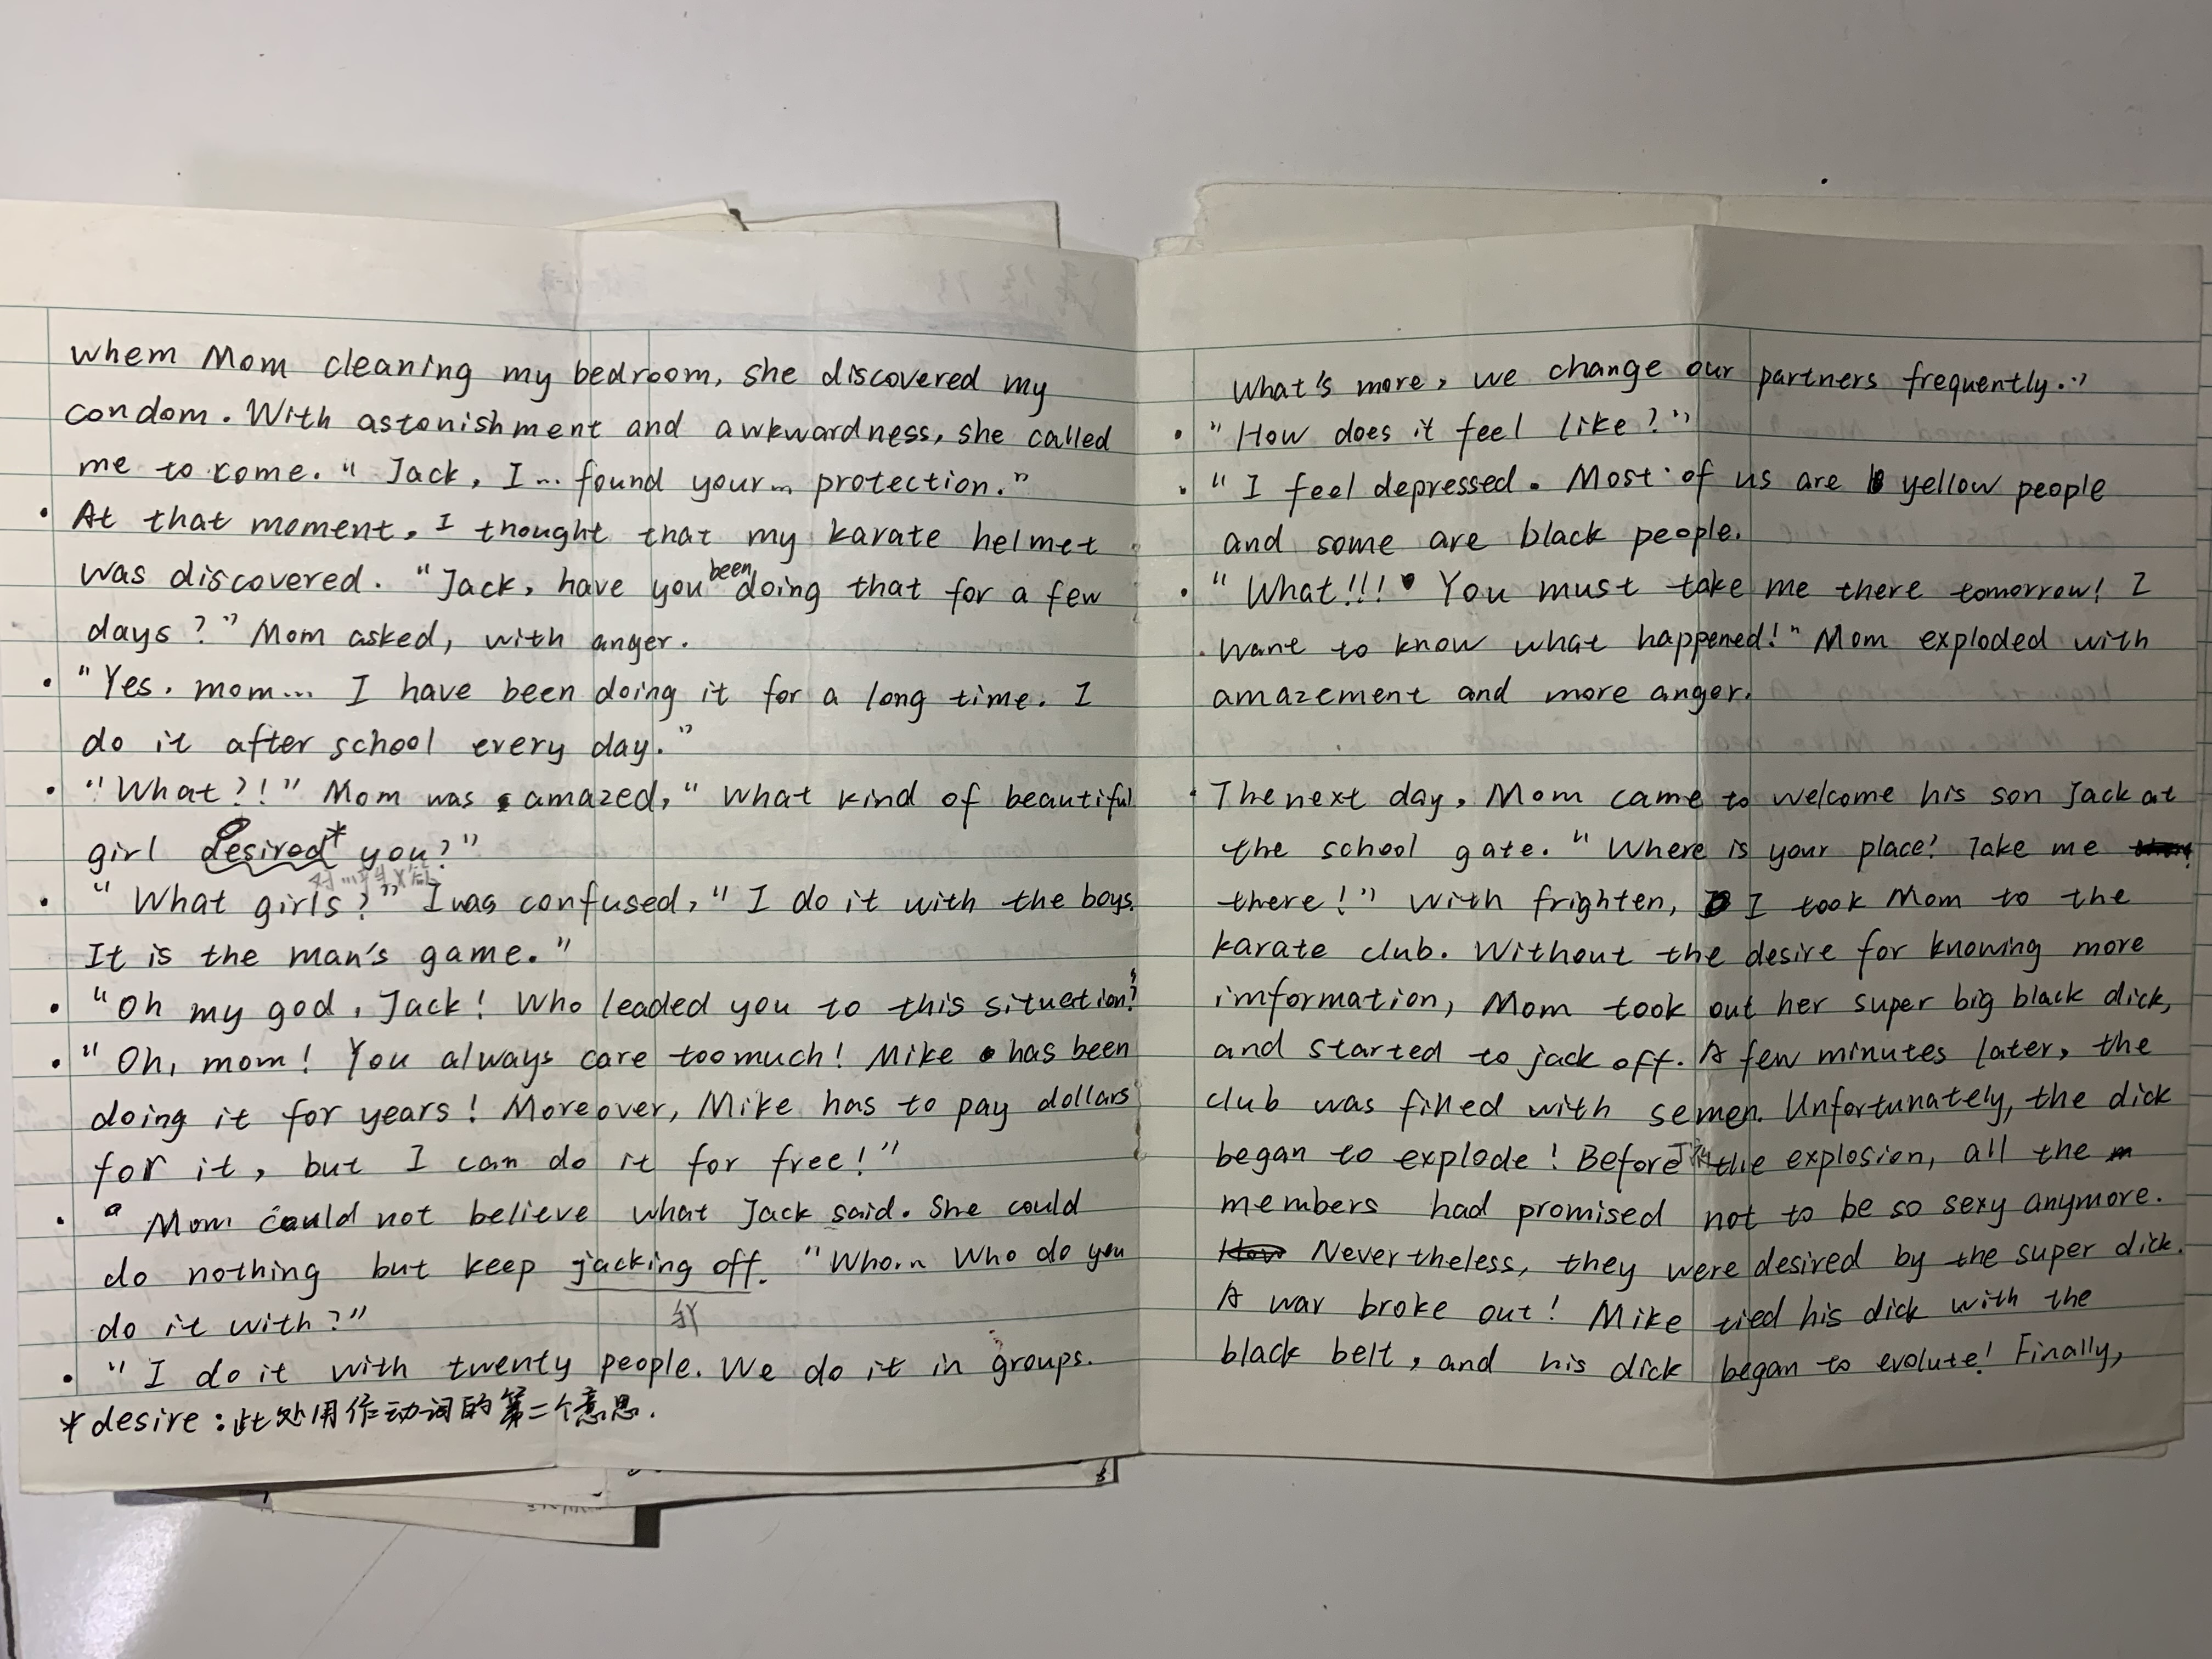 whem Mom cleaning my bedroom, she discovered my
condom. With astonishment and awkwardness, she called
me to come. " Jack, I... found your... protection."
• At that moment, I thought that my karate helmet
was discovered. "Jack, have you been doing that for a few
days?" Mom asked, with anger.
• "Yes, mom... I have been doing it for a long time. I
do it after school every day."
• "What?!" Mom was amazed, "What kind of beautiful
girl desired* you?"
• "What girls?" I was confused, "I do it with the boys.
It is the man's game."
• "Oh my god, Jack! Who leaded you to this situation?"
• "Oh, mom! You always care too much! Mike has been
doing it for years! Moreover, Mike has to pay dollars
for it, but I can do it for free!"
• Mom could not believe what Jack said. She could
do nothing but keep jacking off. "Who... Who do you
do it with?"
• "I do it with twenty people. We do it in groups.
*desire:此处用作动词的第二个意思.
What's more, we change our partners frequently."
• "How does it feel like?"
• "I feel depressed. Most of us are yellow people
and some are black people.
• "What!!! You must take me there tomorrow! I
want to know what happened!" Mom exploded with
amazement and more anger.
• The next day, Mom came to welcome his son Jack at
the school gate. "Where is your place? Take me
there!" With frighten, I took Mom to the
karate club. Without the desire for knowing more
imformation, Mom took out her super big black dick,
and started to jack off. A few minutes later, the
club was filled with semen. Unfortunately, the dick
began to explode! Before the explosion, all the
members had promised not to be so sexy anymore.
Nevertheless, they were desired by the super dick.
A war broke out! Mike tied his dick with the
black belt, and his dick began to evolute! Finally,